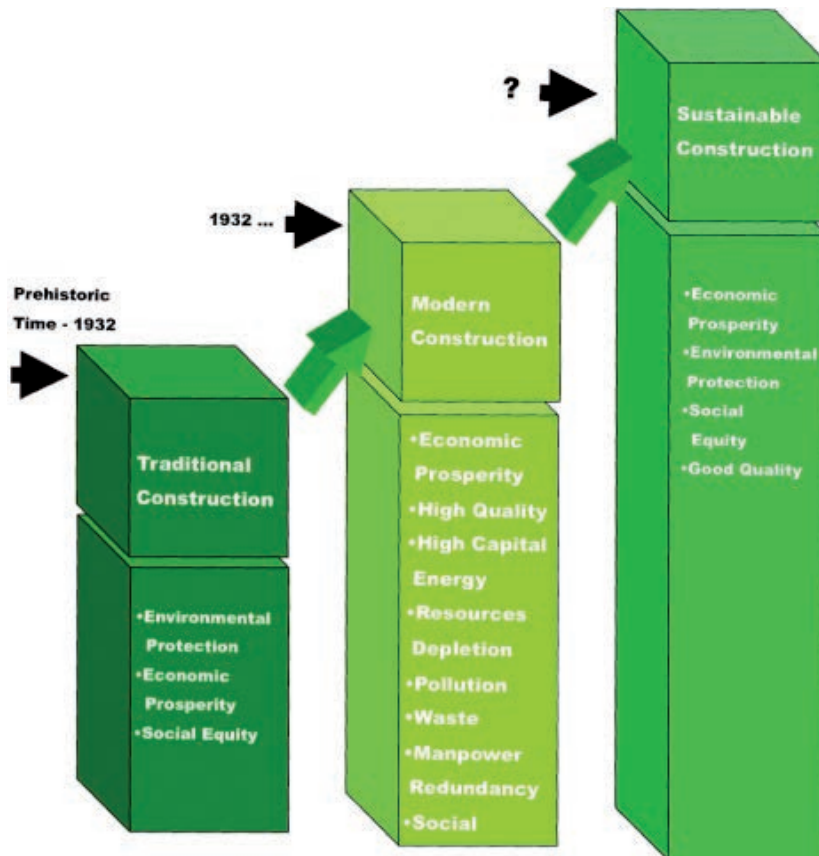 Prehistoric
Time - 1932
Traditional
Construction
•Environmental
Protection
•Economic
Prosperity
•Social Equity
1932 ...
Modern
Construction
•Economic
Prosperity
•High Quality
•High Capital
Energy
•Resources
Depletion
•Pollution
•Waste
•Manpower
Redundancy
•Social
?
Sustainable
Construction
•Economic
Prosperity
•Environmental
Protection
•Social
Equity
•Good Quality